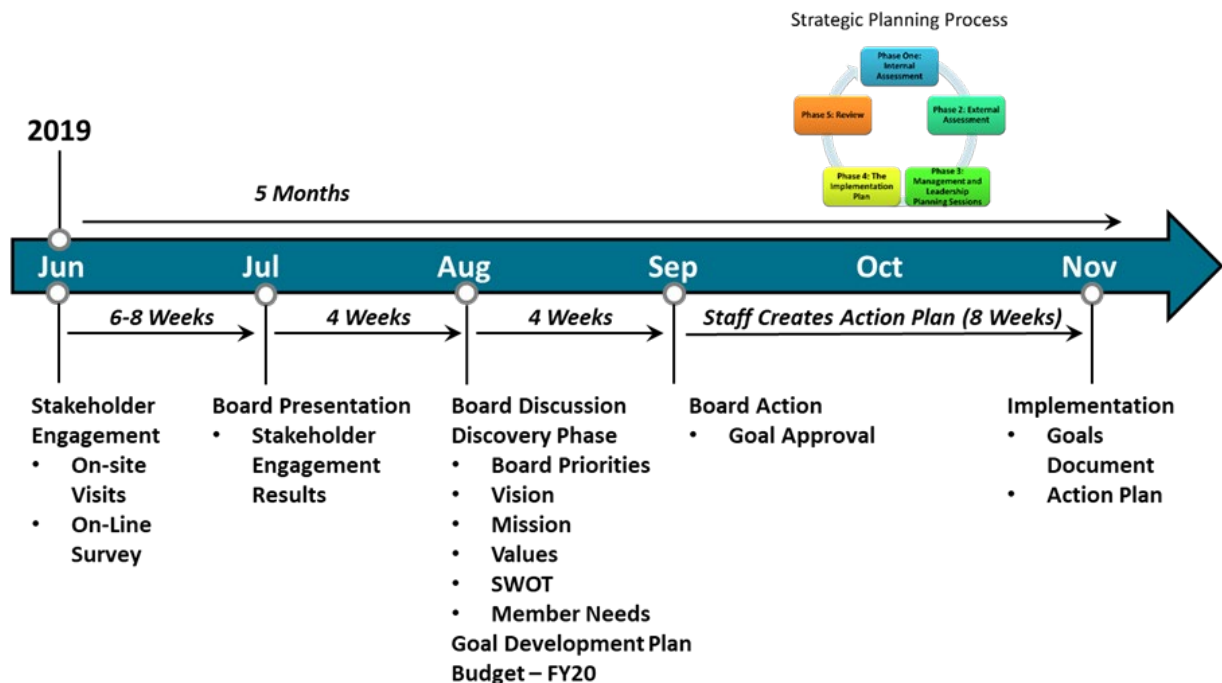 Strategic Planning Process
Phase One:
Internal
Assessment
Phase 2: External
Assessment
Phase 3:
Management and
Leadership
Planning Sessions
Phase 4: The
Implementation
Plan
Phase 5: Review
2019
5 Months
Jun
Jul
Aug
Sep
Oct
Nov
6-8 Weeks
4 Weeks
4 Weeks
Staff Creates Action Plan (8 Weeks)
Stakeholder
Engagement
• On-site
Visits
• On-Line
Survey
Board Presentation
• Stakeholder
Engagement
Results
Board Discussion
Discovery Phase
• Board Priorities
• Vision
• Mission
• Values
• SWOT
• Member Needs
Goal Development Plan
Budget – FY20
Board Action
• Goal Approval
Implementation
• Goals
Document
• Action Plan